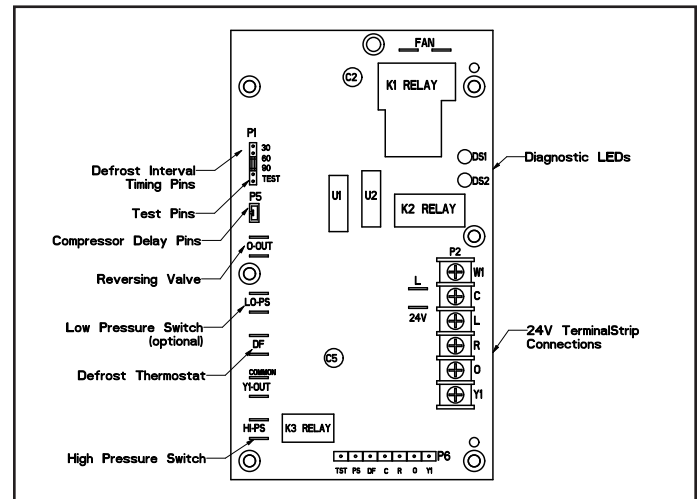 FAN
C2
K1 RELAY
P1
30
60
90
TEST
Defrost Interval
Timing Pins
DS1
Diagnostic LEDs
DS2
U1
U2
Test Pins
P5
K2 RELAY
Compressor Delay Pins
O-OUT
P2
Reversing Valve
W1
L
C
LO-PS
24V
L
Low Pressure Switch
(optional)
24V TerminalStrip
Connections
DF
R
C5
Defrost Thermostat
COMMON
O
Y1-OUT
Y1
HI-PS
K3 RELAY
High Pressure Switch
P6
TST PS DF C R O Y1